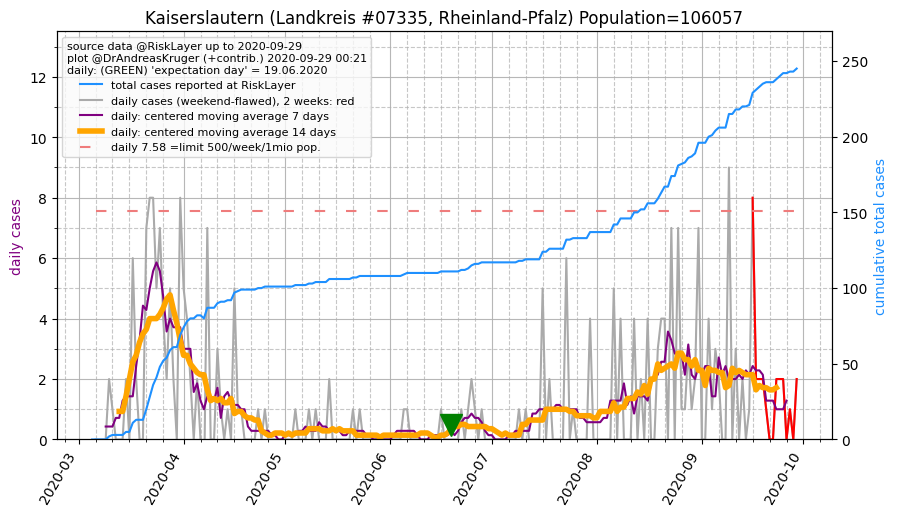 Kaiserslautern (Landkreis #07335, Rheinland-Pfalz) Population=106057
source data @RiskLayer up to 2020-09-29
plot @DrAndreasKruger (+contrib.) 2020-09-29 00:21
daily: (GREEN) 'expectation day' = 19.06.2020
total cases reported at RiskLayer
daily cases (weekend-flawed), 2 weeks: red
daily: centered moving average 7 days
daily: centered moving average 14 days
daily 7.58 =limit 500/week/1mio pop.
daily cases
12
10
8
6
4
2
0
250
200
150
100
50
0
cumulative total cases
2020-03
2020-04
2020-05
2020-06
2020-07
2020-08
2020-09
2020-10